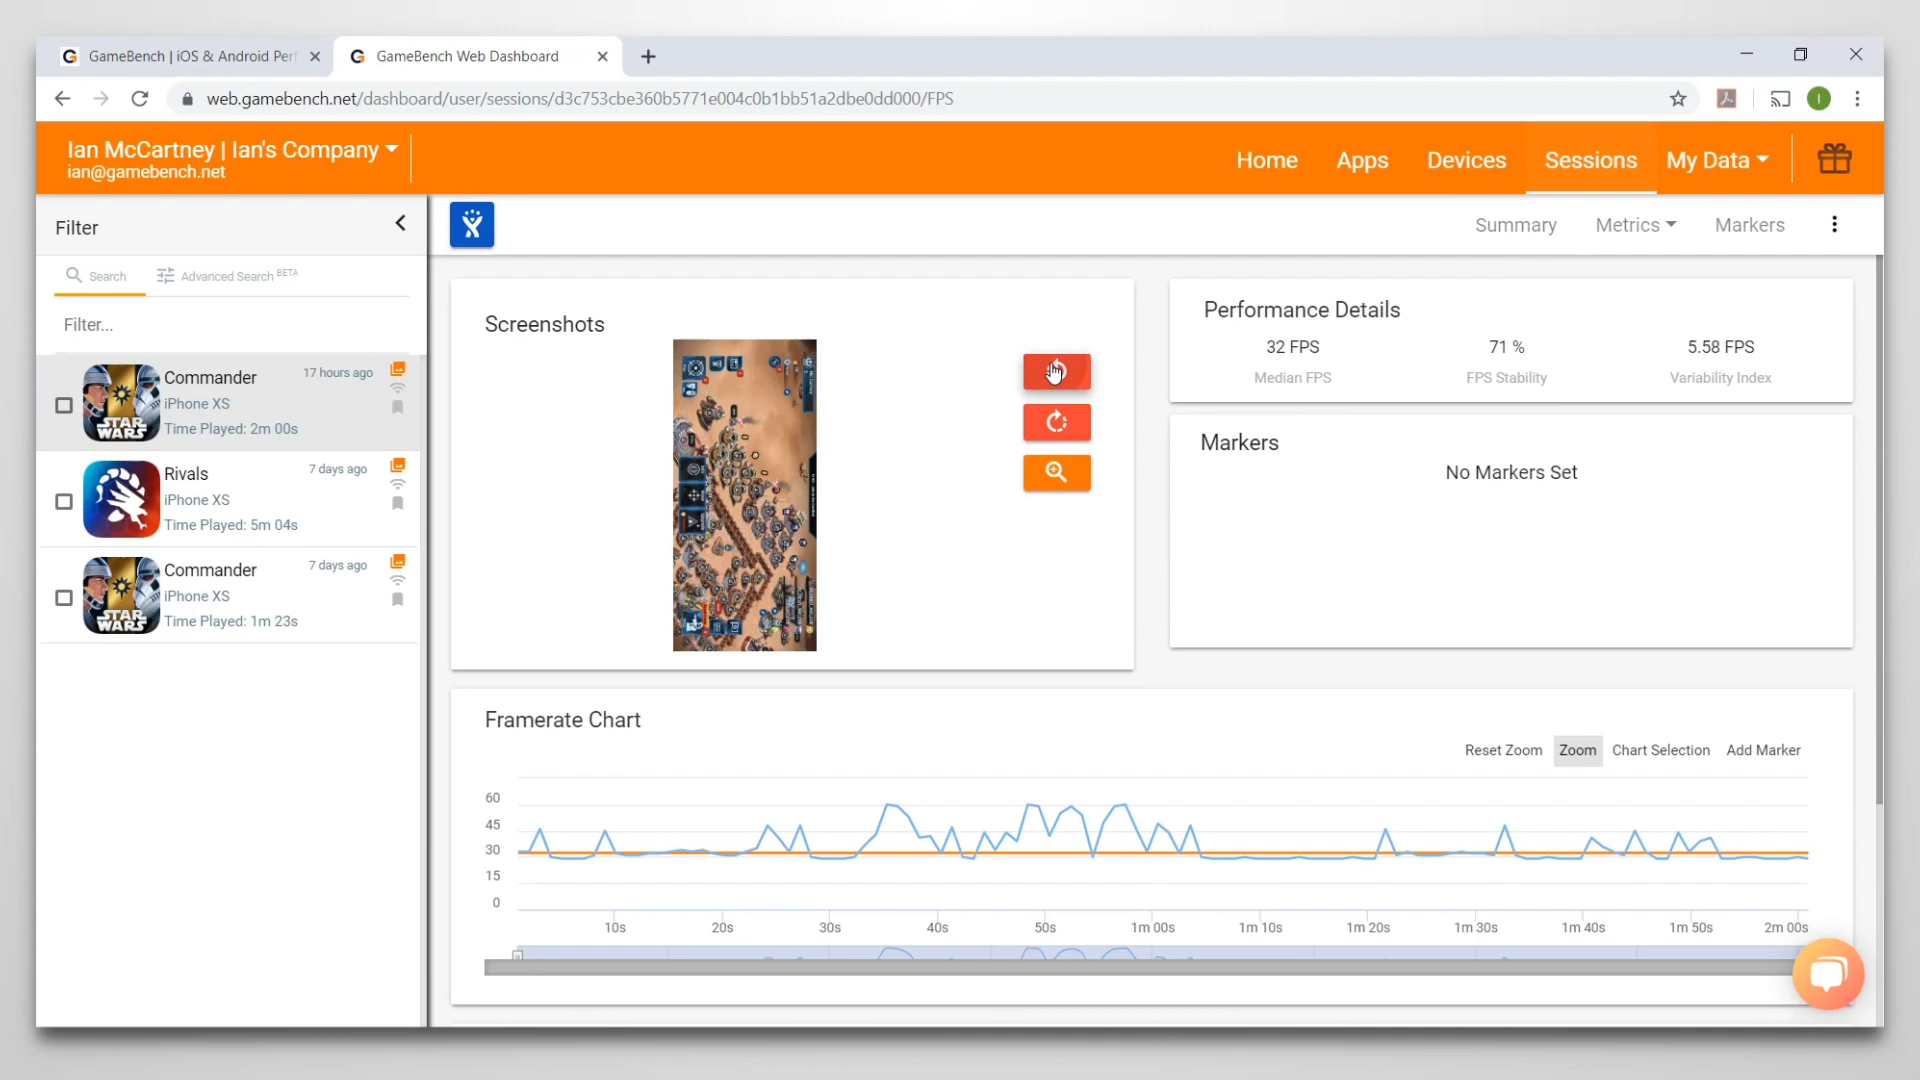 GameBench | iOS & Android Perf
GameBench Web Dashboard
web.gamebench.net/dashboard/user/sessions/d3c753cbe360b5771e004c0b1bb51a2dbe0dd000/FPS
I
Ian McCartney | Ian's Company
ian@gamebench.net
Home
Apps
Devices
Sessions
My Data
Filter
Summary
Metrics
Markers
Search
Advanced Search BETA
Filter...
Commander
17 hours ago
iPhone XS
Time Played: 2m 00s
STAR WARS
Rivals
7 days ago
iPhone XS
Time Played: 5m 04s
Commander
7 days ago
iPhone XS
Time Played: 1m 23s
STAR WARS
Screenshots
Performance Details
32 FPS
71 %
5.58 FPS
Median FPS
FPS Stability
Variability Index
Markers
No Markers Set
Framerate Chart
Reset Zoom
Zoom
Chart Selection
Add Marker
60
45
30
15
0
10s
20s
30s
40s
50s
1m 00s
1m 10s
1m 20s
1m 30s
1m 40s
1m 50s
2m 00s